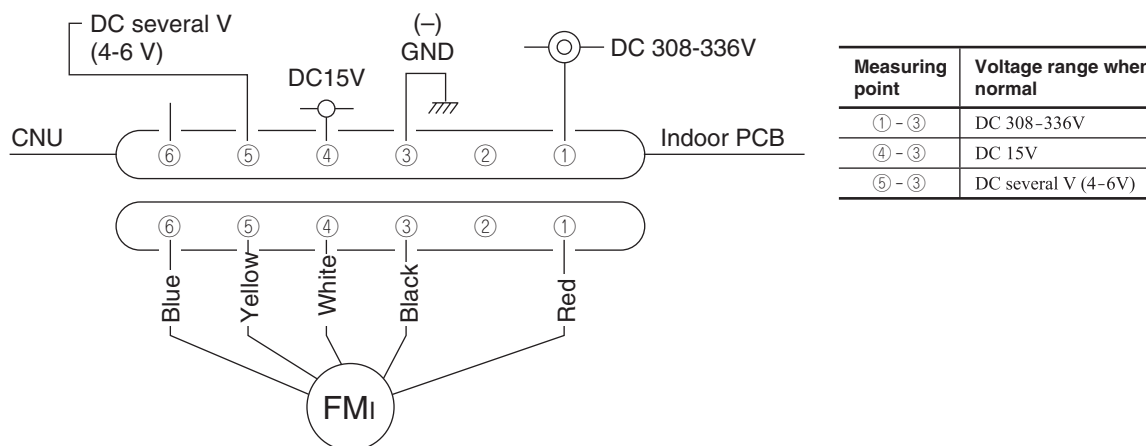 DC several V
(4-6 V)
(–)
GND
DC15V
DC 308-336V
CNU
Indoor PCB
⑥ ⑤ ④ ③ ② ①
⑥ ⑤ ④ ③ ② ①
Blue
Yellow
White
Black
Red
FMI
Measuring point
Voltage range when normal
① - ③ DC 308-336V
④ - ③ DC 15V
⑤ - ③ DC several V (4-6V)